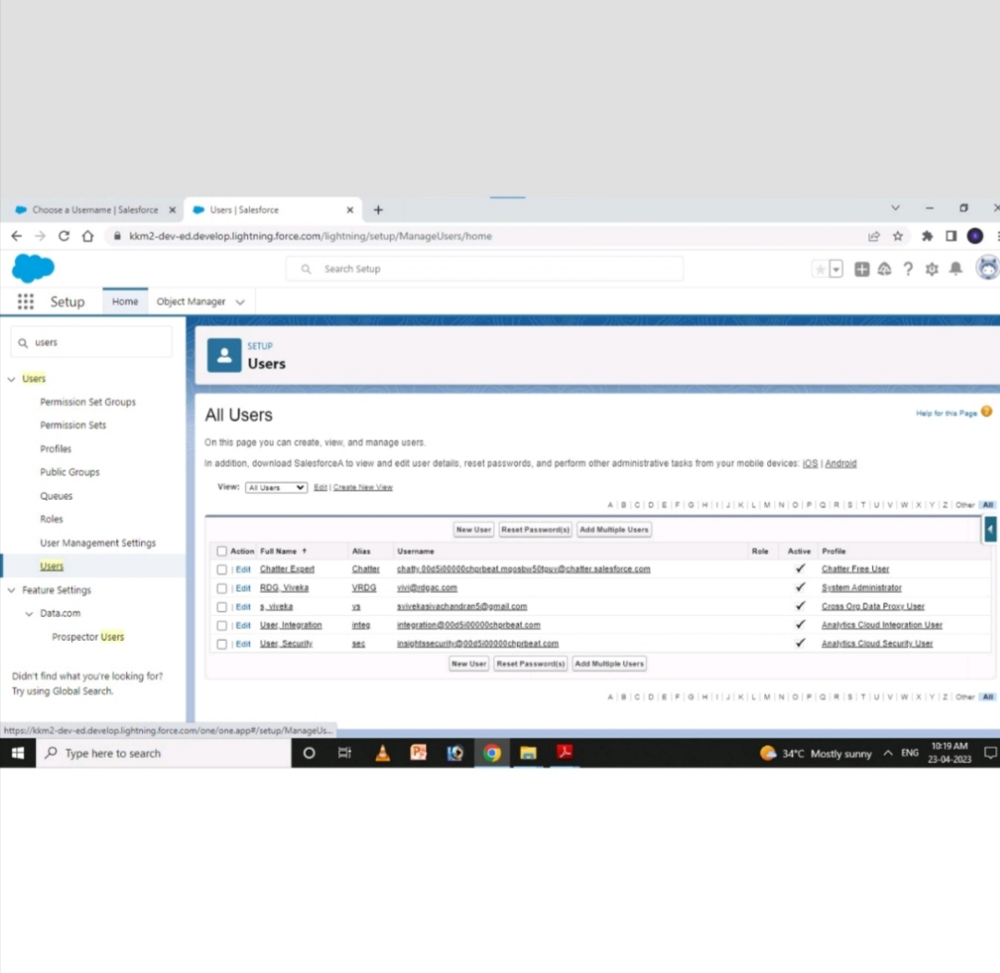 Choose a Username | Salesforce
Users | Salesforce
kkm2-dev-ed.develop.lightning.force.com/lightning/setup/ManageUsers/home
Search Setup
Setup Home Object Manager
users
Users
Permission Set Groups
Permission Sets
Profiles
Public Groups
Queues
Roles
User Management Settings
Users
Feature Settings
Data.com
Prospector Users
Didn't find what you're looking for?
Try using Global Search.
SETUP
Users
All Users
Help for this Page
On this page you can create, view, and manage users.
In addition, download SalesforceA to view and edit user details, reset passwords, and perform other administrative tasks from your mobile devices: iOS | Android
View: All Users Edit | Create New View
A | B | C | D | E | F | G | H | I | J | K | L | M | N | O | P | Q | R | S | T | U | V | W | X | Y | Z | Other All
New User Reset Password(s) Add Multiple Users
Action Full Name ↑ Alias Username Role Active Profile
Edit Chatter Expert Chatter Chatter Free User
Edit RDG, Viveka VRDG vivi@rdgac.com System Administrator
Edit s, viveka vs svivekasivachandran5@gmail.com Cross Org Data Proxy User
Edit User, Integration integ integration@00d5i00000chprbeat.com Analytics Cloud Integration User
Edit User, Security sec insightssecurity@00d5i00000chprbeat.com Analytics Cloud Security User
New User Reset Password(s) Add Multiple Users
A | B | C | D | E | F | G | H | I | J | K | L | M | N | O | P | Q | R | S | T | U | V | W | X | Y | Z | Other All
https://kkm2-dev-ed.develop.lightning.force.com/one/one.app#/setup/ManageUs...
Type here to search
34°C Mostly sunny
ENG
10:19 AM
23-04-2023